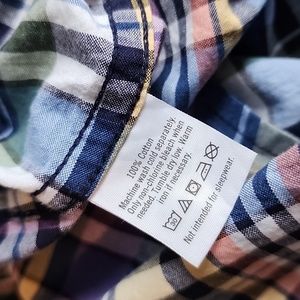 100% Cotton
Machine wash cold separately.
Only non-chlorine bleach when
needed, tumble dry low. Warm
iron if necessary.
30
Not intended for sleepwear.